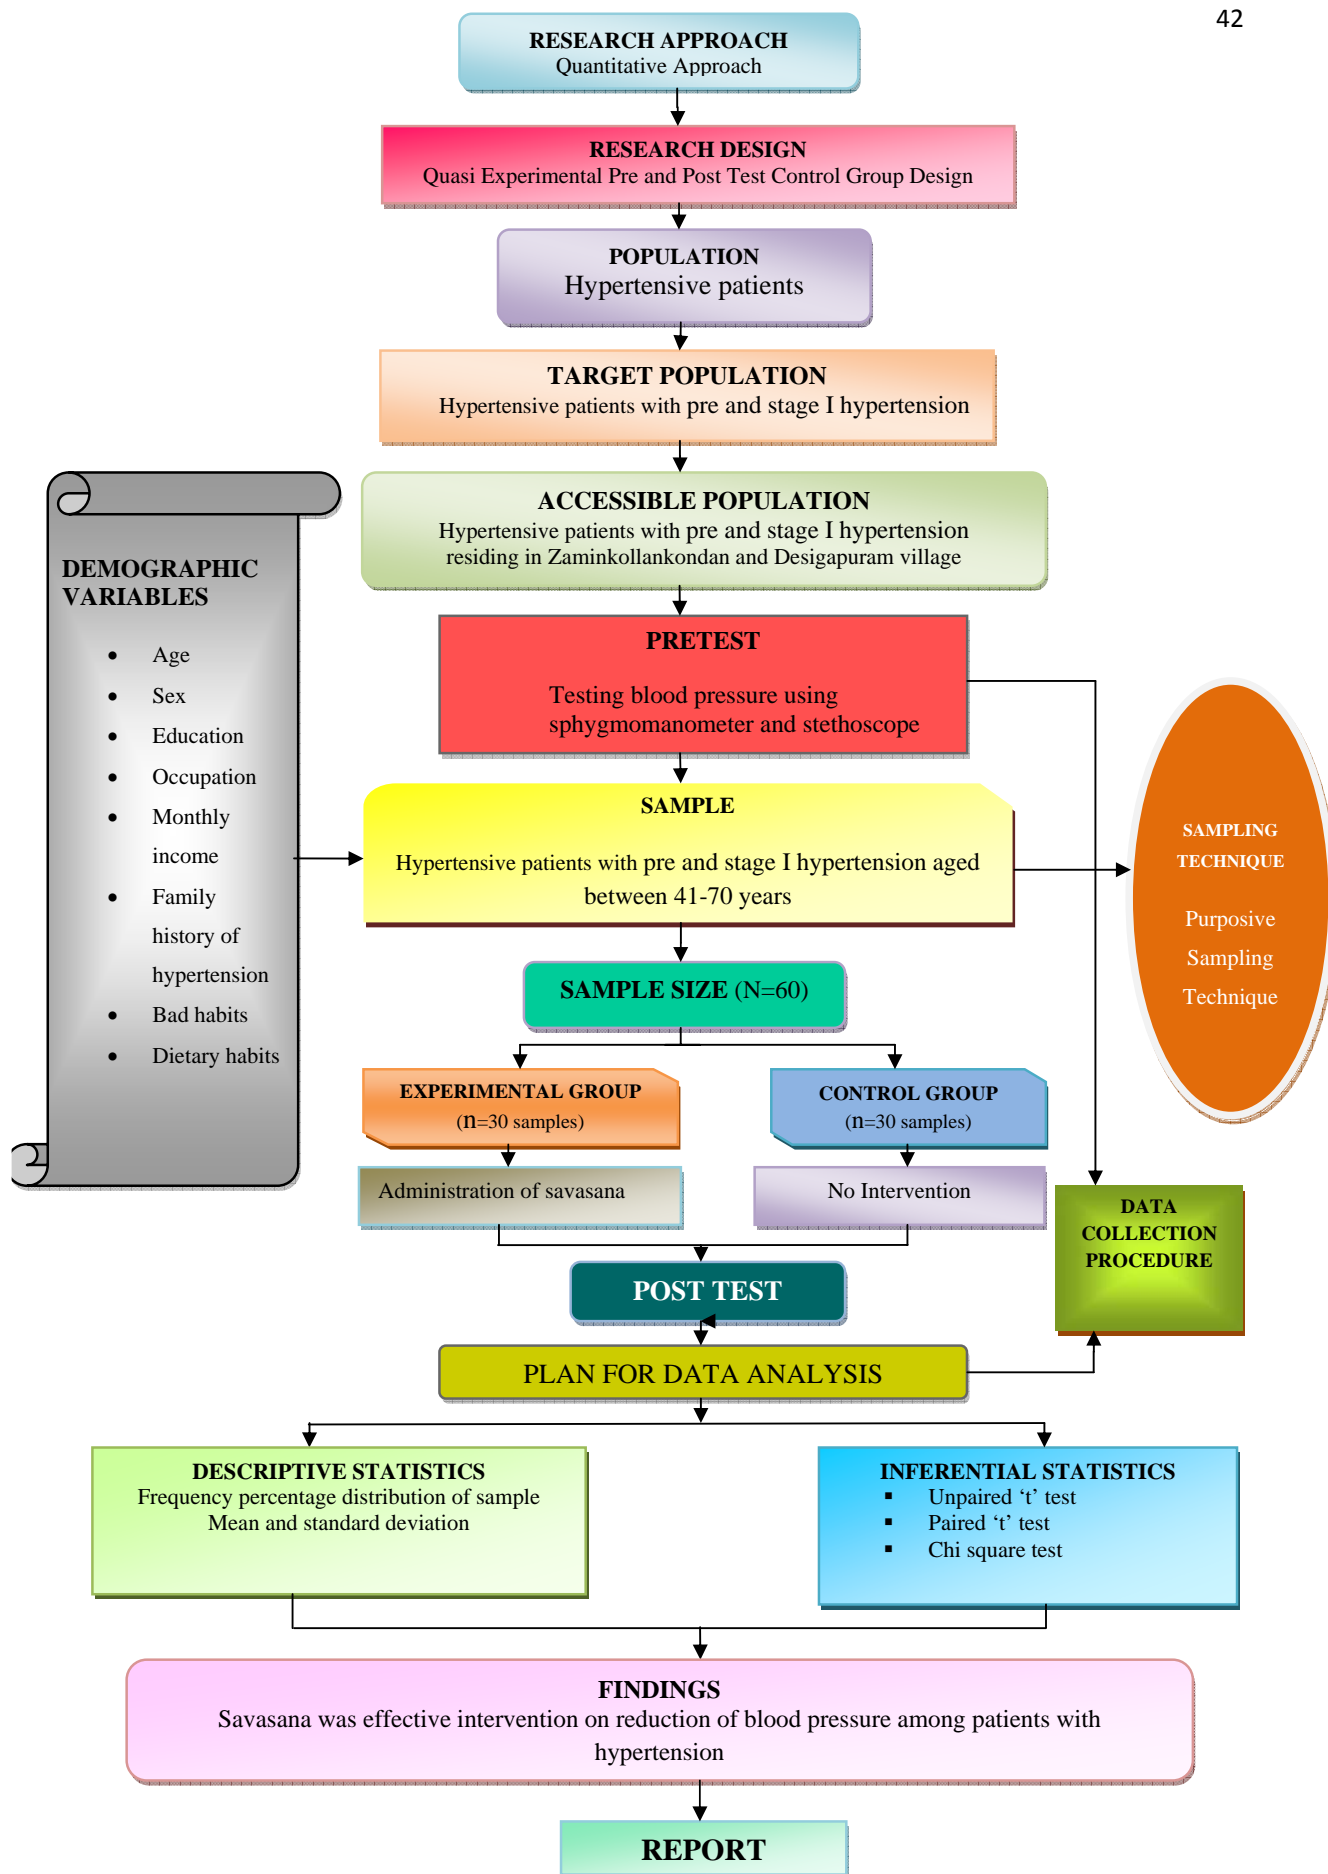 42
RESEARCH APPROACH
Quantitative Approach
RESEARCH DESIGN
Quasi Experimental Pre and Post Test Control Group Design
POPULATION
Hypertensive patients
TARGET POPULATION
Hypertensive patients with pre and stage I hypertension
ACCESSIBLE POPULATION
Hypertensive patients with pre and stage I hypertension
residing in Zaminkollankondan and Desigapuram village
DEMOGRAPHIC
VARIABLES
• Age
• Sex
• Education
• Occupation
• Monthly
income
• Family
history of
hypertension
• Bad habits
• Dietary habits
PRETEST
Testing blood pressure using
sphygmomanometer and stethoscope
SAMPLE
Hypertensive patients with pre and stage I hypertension aged
between 41-70 years
SAMPLING
TECHNIQUE
Purposive
Sampling
Technique
SAMPLE SIZE (N=60)
EXPERIMENTAL GROUP
(n=30 samples)
CONTROL GROUP
(n=30 samples)
Administration of savasana
No Intervention
DATA
COLLECTION
PROCEDURE
POST TEST
PLAN FOR DATA ANALYSIS
DESCRIPTIVE STATISTICS
Frequency percentage distribution of sample
Mean and standard deviation
INFERENTIAL STATISTICS
▪ Unpaired ‘t’ test
▪ Paired ‘t’ test
▪ Chi square test
FINDINGS
Savasana was effective intervention on reduction of blood pressure among patients with
hypertension
REPORT